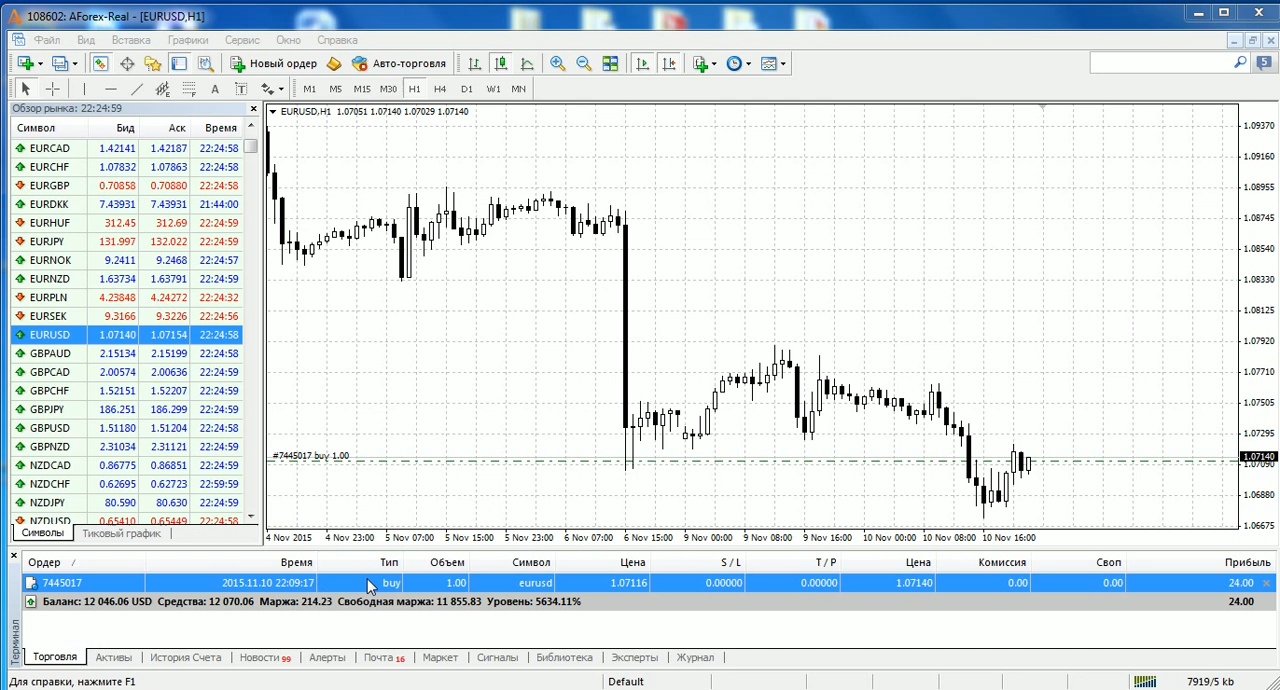 108602: AForex-Real - [EURUSD,H1]
Файл Вид Вставка Графики Сервис Окно Справка
Новый ордер Авто-торговля 5
M1 M5 M15 M30 H1 H4 D1 W1 MN
Обзор рынка: 22:24:59
Символ Бид Аск Время
EURCAD 1.42141 1.42187 22:24:58
EURCHF 1.07832 1.07863 22:24:58
EURGBP 0.70858 0.70880 22:24:58
EURDKK 7.43931 7.43931 21:44:00
EURHUF 312.45 312.69 22:24:59
EURJPY 131.997 132.022 22:24:59
EURNOK 9.2411 9.2468 22:24:57
EURNZD 1.63734 1.63791 22:24:59
EURPLN 4.23848 4.24272 22:24:32
EURSEK 9.3166 9.3226 22:24:56
EURUSD 1.07140 1.07154 22:24:58
GBPAUD 2.15134 2.15199 22:24:58
GBPCAD 2.00574 2.00636 22:24:58
GBPCHF 1.52151 1.52207 22:24:59
GBPJPY 186.251 186.299 22:24:59
GBPUSD 1.51180 1.51204 22:24:58
GBPNZD 2.31034 2.31121 22:24:59
NZDCAD 0.86775 0.86851 22:24:59
NZDCHF 0.62695 0.62723 22:59:59
NZDJPY 80.590 80.630 22:24:59
NZDUSD 0.65410 0.65449 22:24:58
Символы Тиковый график
EURUSD,H1 1.07051 1.07140 1.07029 1.07140
1.09370
1.09160
1.08955
1.08745
1.08540
1.08330
1.08125
1.07920
1.07710
1.07505
1.07295
#7445017 buy 1.00
1.07140
1.07090
1.06880
1.06675
4 Nov 2015 4 Nov 23:00 5 Nov 07:00 5 Nov 15:00 5 Nov 23:00 6 Nov 07:00 6 Nov 15:00 9 Nov 00:00 9 Nov 08:00 9 Nov 16:00 10 Nov 00:00 10 Nov 08:00 10 Nov 16:00
Ордер / Время Тип Объем Символ Цена S / L T / P Цена Комиссия Своп Прибыль
7445017 2015.11.10 22:09:17 buy 1.00 eurusd 1.07116 0.00000 0.00000 1.07140 0.00 0.00 24.00
Баланс: 12 046.06 USD Средства: 12 070.06 Маржа: 214.23 Свободная маржа: 11 855.83 Уровень: 5634.11% 24.00
Терминал
Торговля Активы История Счета Новости 99 Алерты Почта 16 Маркет Сигналы Библиотека Эксперты Журнал
Для справки, нажмите F1 Default 7919/5 kb